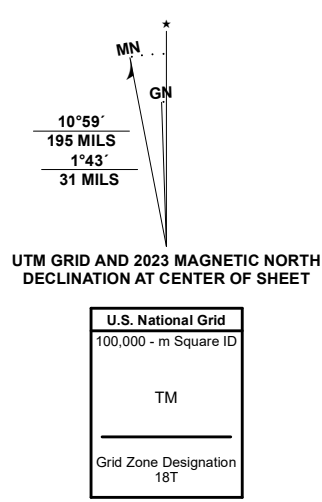 ★
MN
GN
10°59´
195 MILS
1°43´
31 MILS
UTM GRID AND 2023 MAGNETIC NORTH
DECLINATION AT CENTER OF SHEET
U.S. National Grid
100,000 - m Square ID
TM
Grid Zone Designation
18T